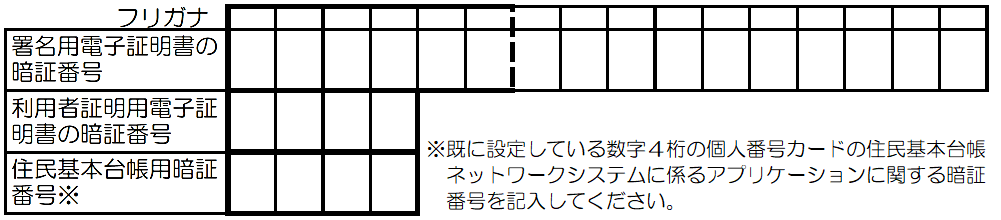 フリガナ
署名用電子証明書の
暗証番号
利用者証明用電子証
明書の暗証番号
住民基本台帳用暗証
番号※
※既に設定している数字４桁の個人番号カードの住民基本台帳
ネットワークシステムに係るアプリケーションに関する暗証
番号を記入してください。